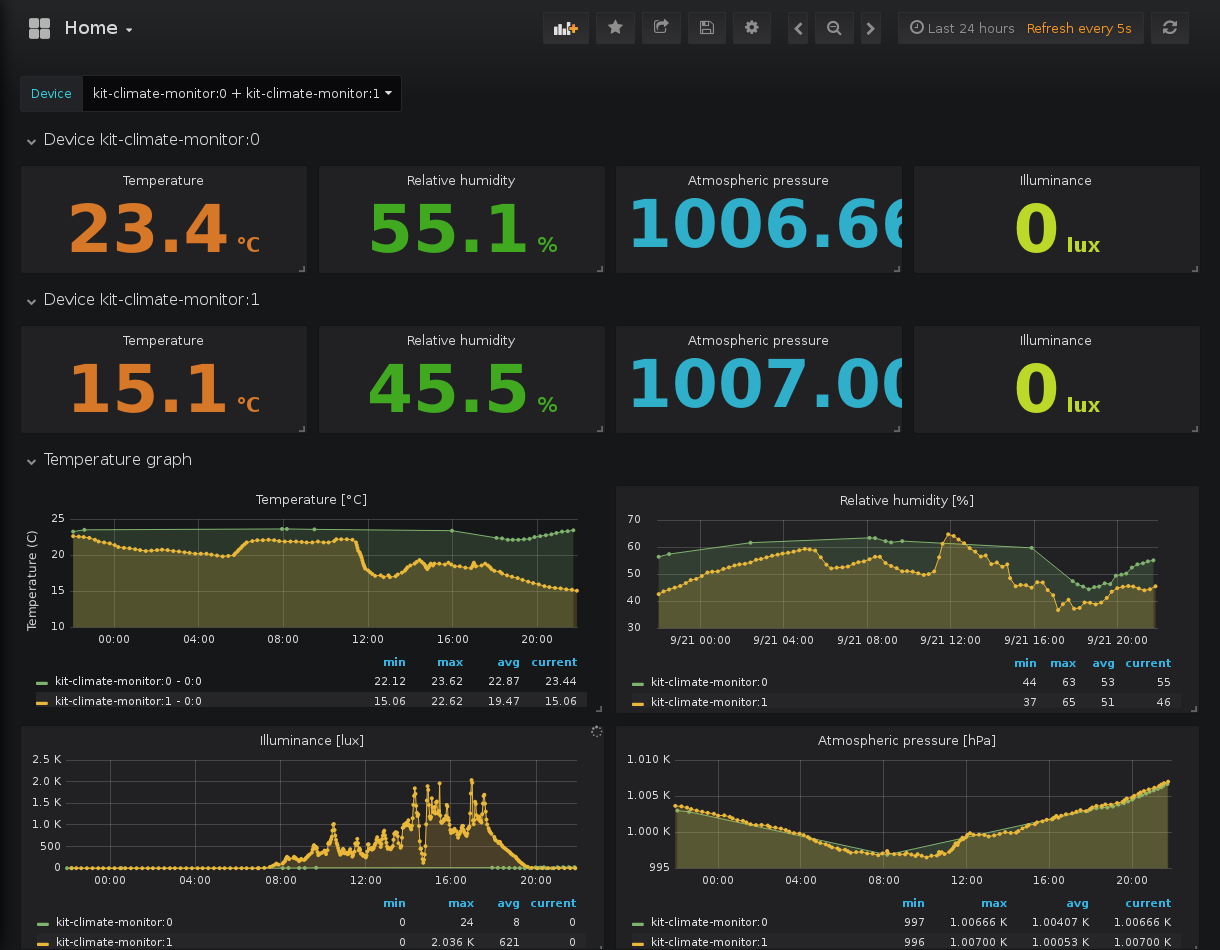 Home
Last 24 hours Refresh every 5s
Device kit-climate-monitor:0 + kit-climate-monitor:1
Device kit-climate-monitor:0
Temperature Relative humidity Atmospheric pressure Illuminance
23.4 °C 55.1 % 1006.66 0 lux
Device kit-climate-monitor:1
Temperature Relative humidity Atmospheric pressure Illuminance
15.1 °C 45.5 % 1007.00 0 lux
Temperature graph
Temperature [°C]
Temperature (C)
25
20
15
10
00:00 04:00 08:00 12:00 16:00 20:00
min max avg current
kit-climate-monitor:0 - 0:0 22.12 23.62 22.87 23.44
kit-climate-monitor:1 - 0:0 15.06 22.62 19.47 15.06
Relative humidity [%]
70
60
50
40
30
9/21 00:00 9/21 04:00 9/21 08:00 9/21 12:00 9/21 16:00 9/21 20:00
min max avg current
kit-climate-monitor:0 44 63 53 55
kit-climate-monitor:1 37 65 51 46
Illuminance [lux]
2.5 K
2.0 K
1.5 K
1.0 K
500
0
00:00 04:00 08:00 12:00 16:00 20:00
min max avg current
kit-climate-monitor:0 0 24 8 0
kit-climate-monitor:1 0 2.036 K 621 0
Atmospheric pressure [hPa]
1.010 K
1.005 K
1.000 K
995
00:00 04:00 08:00 12:00 16:00 20:00
min max avg current
kit-climate-monitor:0 997 1.00666 K 1.00407 K 1.00666 K
kit-climate-monitor:1 996 1.00700 K 1.00053 K 1.00700 K